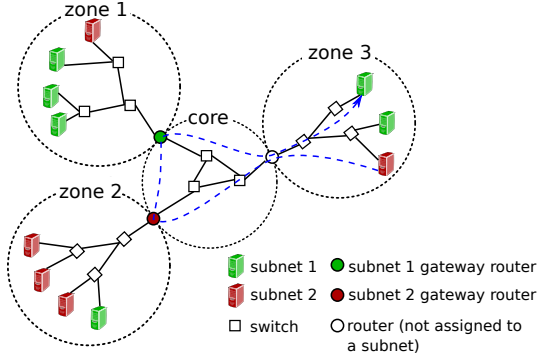 zone 1
zone 3
core
zone 2
subnet 1
subnet 1 gateway router
subnet 2
subnet 2 gateway router
switch
router (not assigned to
a subnet)